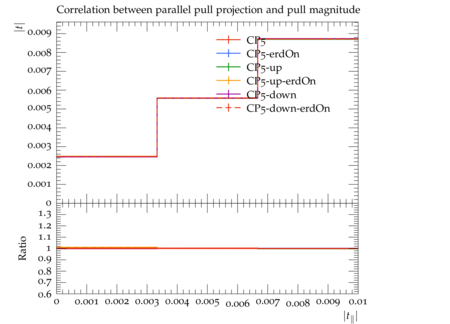 Correlation between parallel pull projection and pull magnitude
|t|
0.009
0.008
0.007
0.006
0.005
0.004
0.003
0.002
0.001
0
CP5
CP5-erdOn
CP5-up
CP5-up-erdOn
CP5-down
CP5-down-erdOn
Ratio
1.3
1.2
1.1
1
0.9
0.8
0.7
0.6
0 0.001 0.002 0.003 0.004 0.005 0.006 0.007 0.008 0.009 0.01
|t∥|